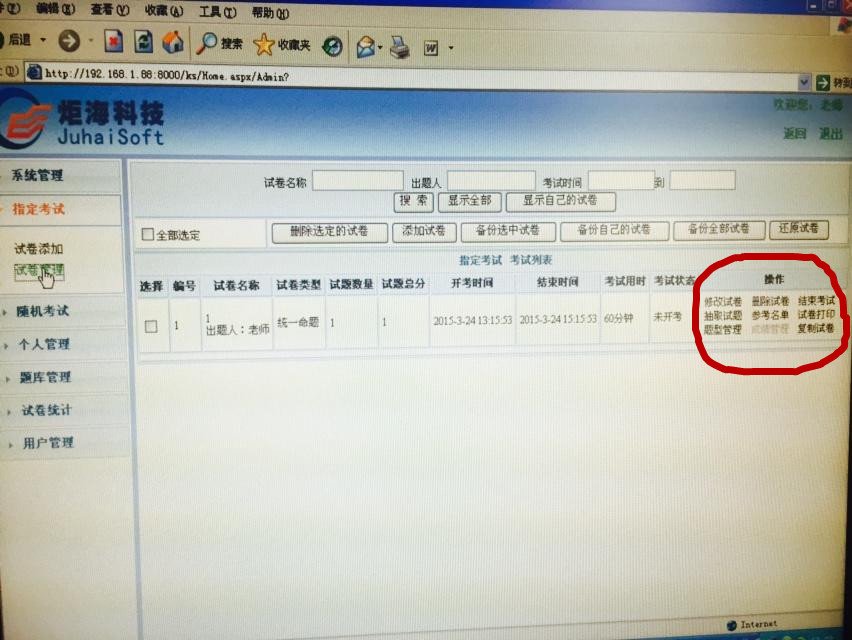 编辑(E) 查看(V) 收藏(A) 工具(T) 帮助(H)
后退 搜索 收藏夹
http://192.168.1.88:8000/ks/Home.aspx/Admin? 转到
炬海科技
JuhaiSoft
欢迎您：老师
返回 退出
系统管理
指定考试
试卷添加
试卷管理
随机考试
个人管理
题库管理
试卷统计
用户管理
试卷名称 出题人 考试时间 到
搜 索 显示全部 显示自己的试卷
全部选定 删除选定的试卷 添加试卷 备份选中试卷 备份自己的试卷 备份全部试卷 还原试卷
指定考试 考试列表
选择 编号 试卷名称 试卷类型 试题数量 试题总分 开考时间 结束时间 考试用时 考试状态 操作
1 1 出题人：老师 统一命题 1 1 2015-3-24 13:15:53 2015-3-24 15:15:53 60分钟 未开考
修改试卷 删除试卷 结束考试
抽取试题 参考名单 试卷打印
题型管理 成绩管理 复制试卷
Internet